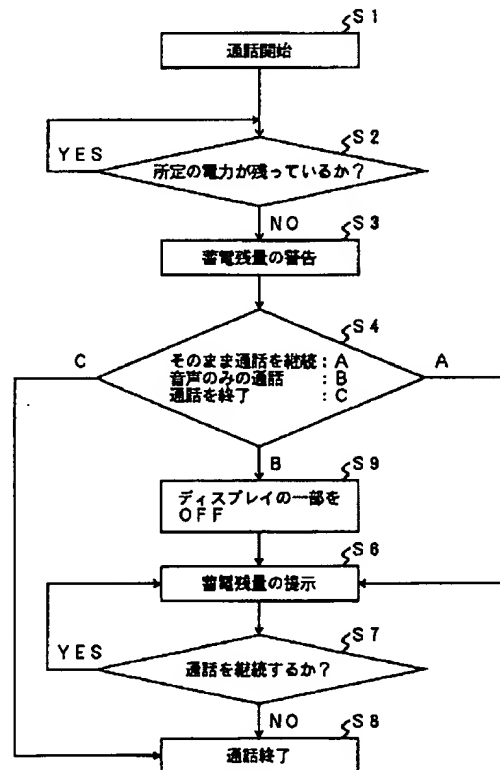 S1
通話開始
S2
YES
所定の電力が残っているか?
NO
S3
蓄電残量の警告
S4
C
A
そのまま通話を継続:A
音声のみの通話 :B
通話を終了 :C
B
S9
ディスプレイの一部を
OFF
S6
蓄電残量の提示
S7
YES
通話を継続するか?
NO
S8
通話終了